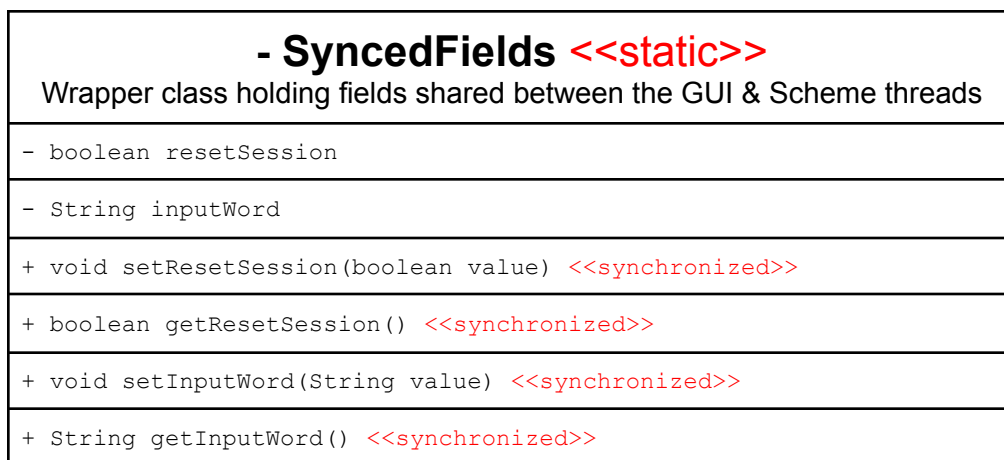 - SyncedFields <<static>>
Wrapper class holding fields shared between the GUI & Scheme threads
- boolean resetSession
- String inputWord
+ void setResetSession(boolean value) <<synchronized>>
+ boolean getResetSession() <<synchronized>>
+ void setInputWord(String value) <<synchronized>>
+ String getInputWord() <<synchronized>>